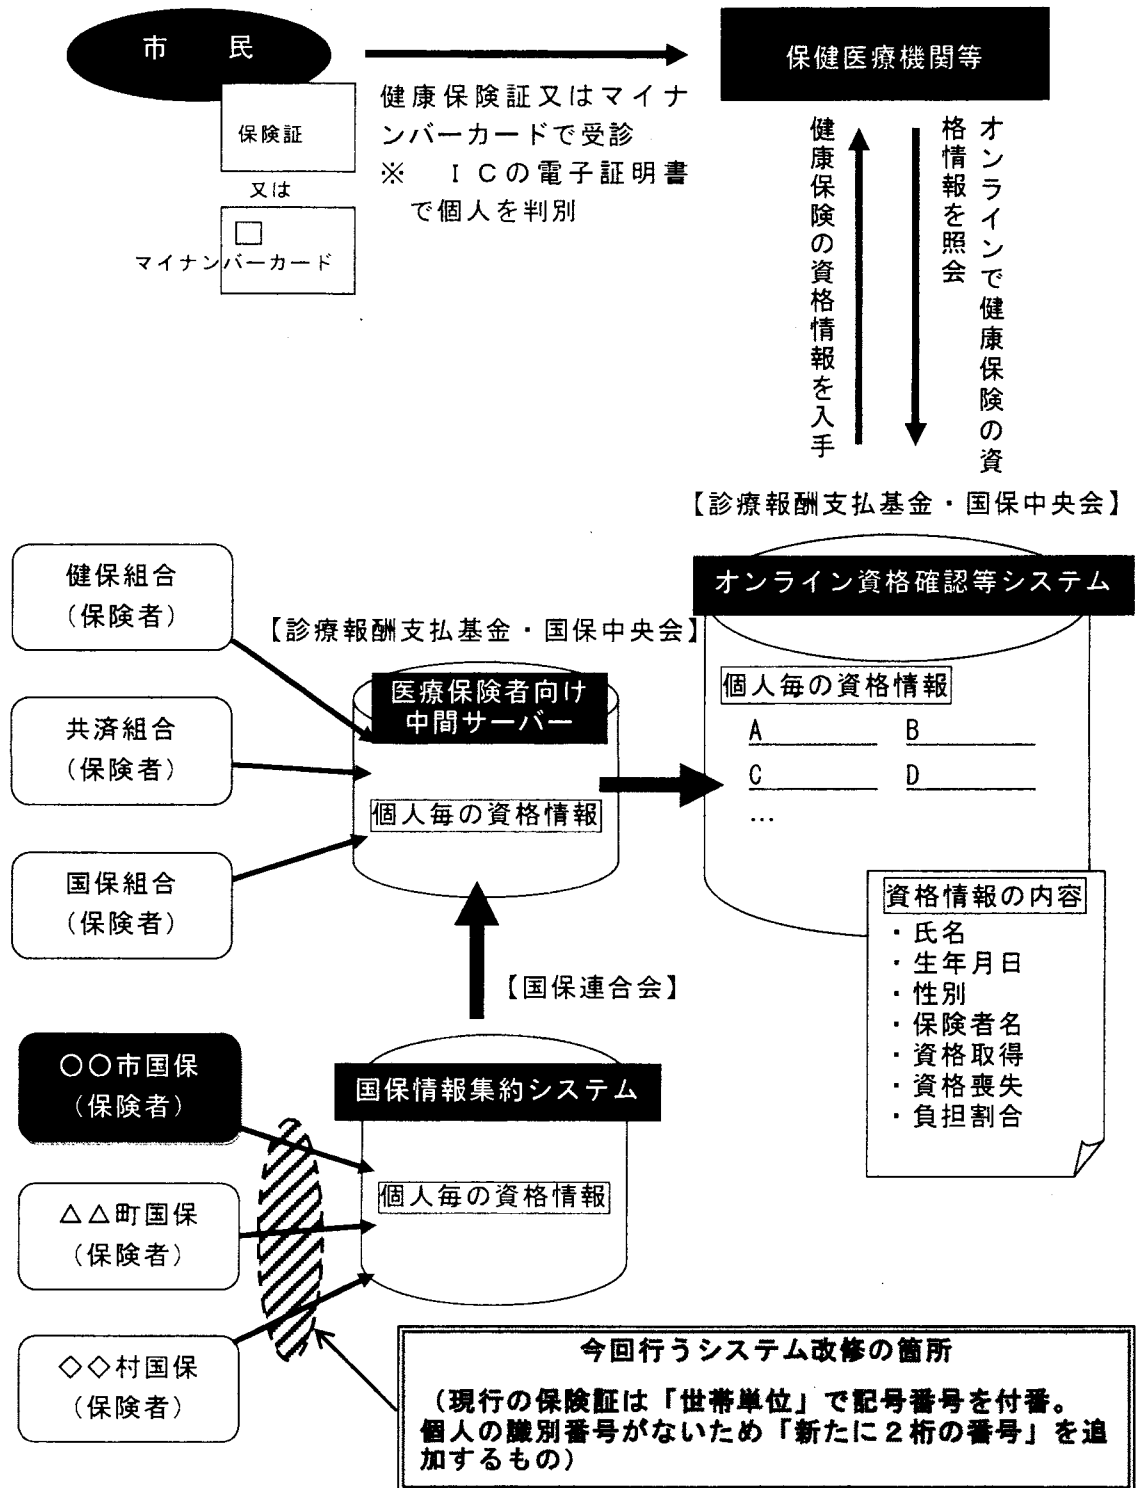 市　民
保健医療機関等
健康保険証又はマイナ
ンバーカードで受診
※　ＩＣの電子証明書
で個人を判別
保険証
又は
マイナンバーカード
健康保険の資格情報を入手
オンラインで健康保険の資
格情報を照会
【診療報酬支払基金・国保中央会】
オンライン資格確認等システム
個人毎の資格情報
A
B
C
D
…
資格情報の内容
・氏名
・生年月日
・性別
・保険者名
・資格取得
・資格喪失
・負担割合
健保組合
（保険者）
共済組合
（保険者）
国保組合
（保険者）
【診療報酬支払基金・国保中央会】
医療保険者向け
中間サーバー
個人毎の資格情報
【国保連合会】
国保情報集約システム
個人毎の資格情報
〇〇市国保
（保険者）
△△町国保
（保険者）
◇◇村国保
（保険者）
今回行うシステム改修の箇所
（現行の保険証は「世帯単位」で記号番号を付番。
個人の識別番号がないため「新たに２桁の番号」を追
加するもの）